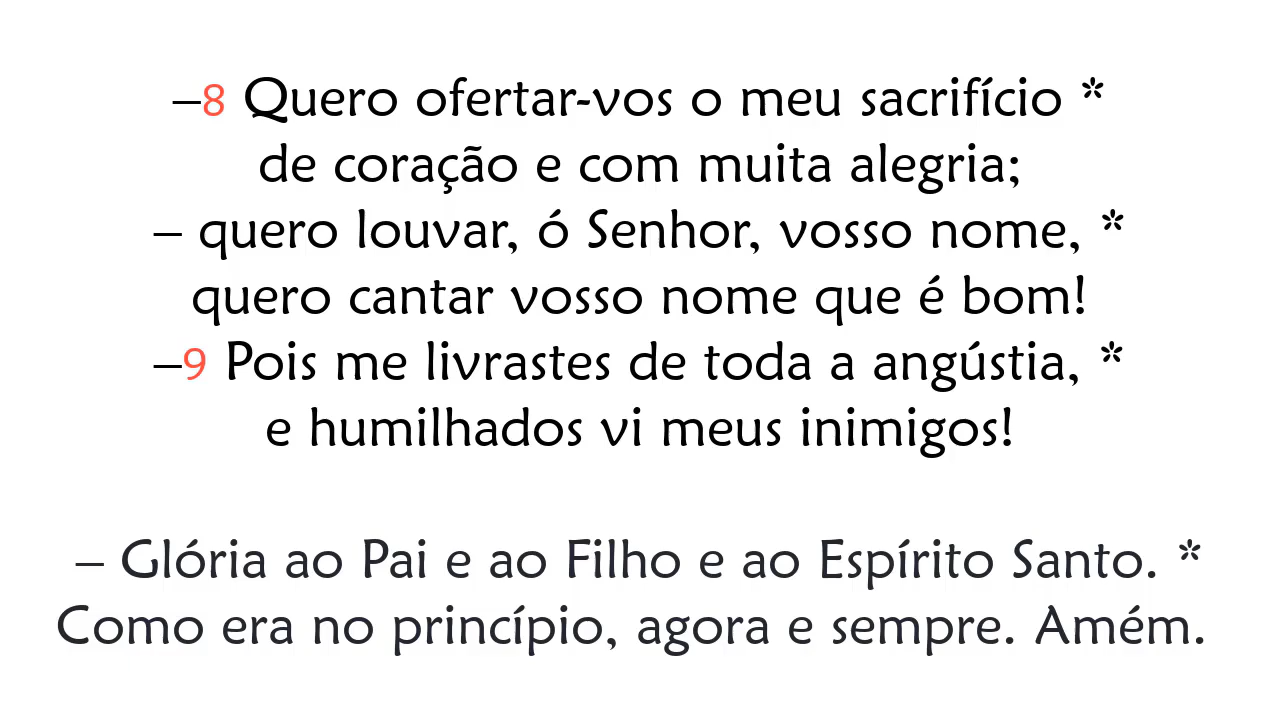 –8 Quero ofertar-vos o meu sacrifício *
de coração e com muita alegria;
– quero louvar, ó Senhor, vosso nome, *
quero cantar vosso nome que é bom!
–9 Pois me livrastes de toda a angústia, *
e humilhados vi meus inimigos!
– Glória ao Pai e ao Filho e ao Espírito Santo. *
Como era no princípio, agora e sempre. Amém.